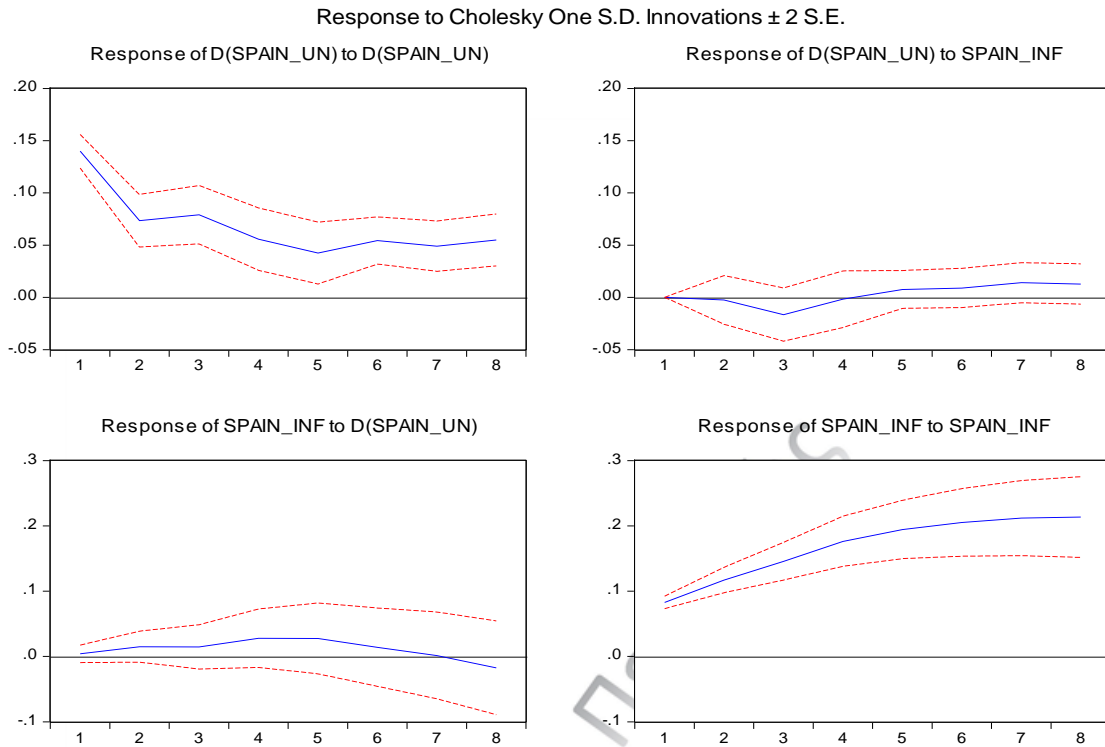 Response to Cholesky One S.D. Innovations ± 2 S.E.
Response of D(SPAIN_UN) to D(SPAIN_UN)
.20
.15
.10
.05
.00
-.05
1 2 3 4 5 6 7 8
Response of D(SPAIN_UN) to SPAIN_INF
.20
.15
.10
.05
.00
-.05
1 2 3 4 5 6 7 8
Response of SPAIN_INF to D(SPAIN_UN)
.3
.2
.1
.0
-.1
1 2 3 4 5 6 7 8
Response of SPAIN_INF to SPAIN_INF
.3
.2
.1
.0
-.1
1 2 3 4 5 6 7 8